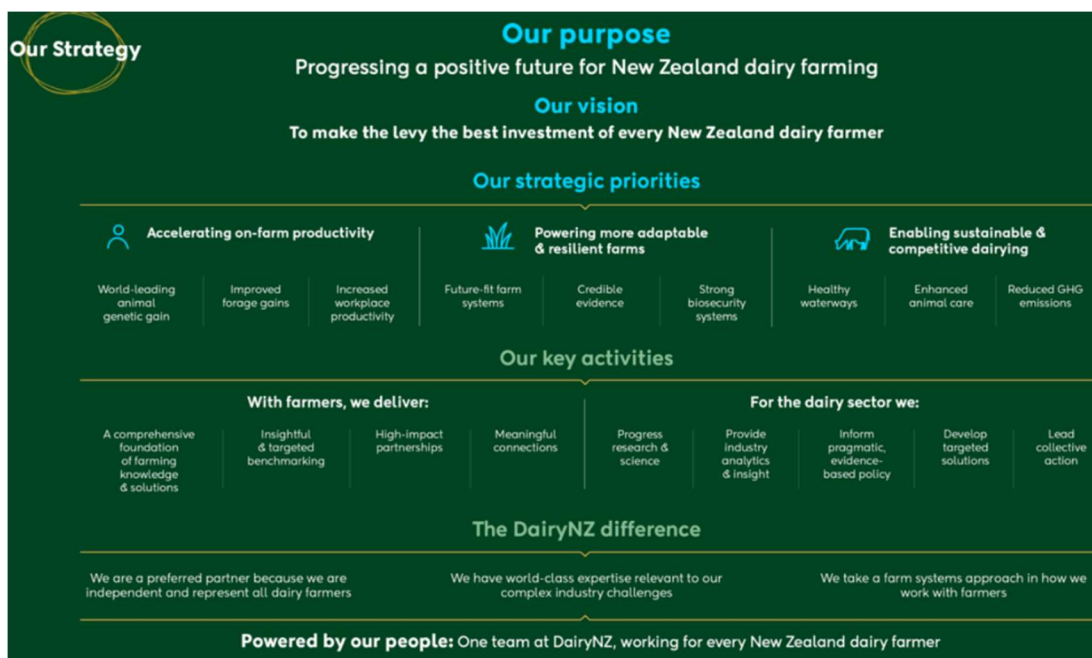 Our Strategy
Our purpose
Progressing a positive future for New Zealand dairy farming
Our vision
To make the levy the best investment of every New Zealand dairy farmer
Our strategic priorities
Accelerating on-farm productivity
World-leading
animal
genetic gain
Improved
forage gains
Increased
workplace
productivity
Powering more adaptable
& resilient farms
Future-fit farm
systems
Credible
evidence
Strong
biosecurity
systems
Enabling sustainable &
competitive dairying
Healthy
waterways
Enhanced
animal care
Reduced GHG
emissions
Our key activities
With farmers, we deliver:
A comprehensive
foundation
of farming
knowledge
& solutions
Insightful
& targeted
benchmarking
High-impact
partnerships
Meaningful
connections
For the dairy sector we:
Progress
research &
science
Provide
industry
analytics
& insight
Inform
pragmatic,
evidence-
based policy
Develop
targeted
solutions
Lead
collective
action
The DairyNZ difference
We are a preferred partner because we are
independent and represent all dairy farmers
We have world-class expertise relevant to our
complex industry challenges
We take a farm systems approach in how we
work with farmers
Powered by our people: One team at DairyNZ, working for every New Zealand dairy farmer